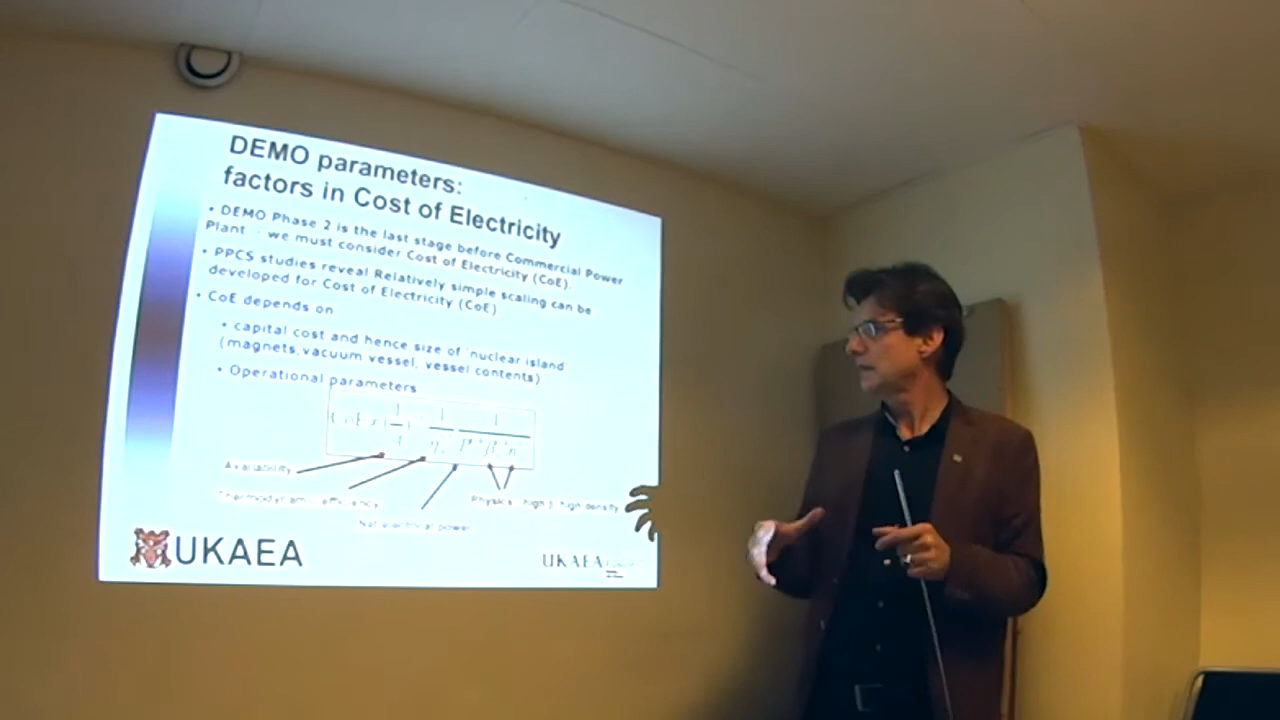 DEMO parameters:
factors in Cost of Electricity
• DEMO Phase 2 is the last stage before Commercial Power
Plant - we must consider Cost of Electricity (CoE).
• PPCS studies reveal Relatively simple scaling can be
developed for Cost of Electricity (CoE)
• CoE depends on
• capital cost and hence size of 'nuclear island
(magnets, vacuum vessel, vessel contents)
• Operational parameters
Availability
Thermodynamic efficiency
Net electrical power
Physics: high density
UKAEA
UKAEA